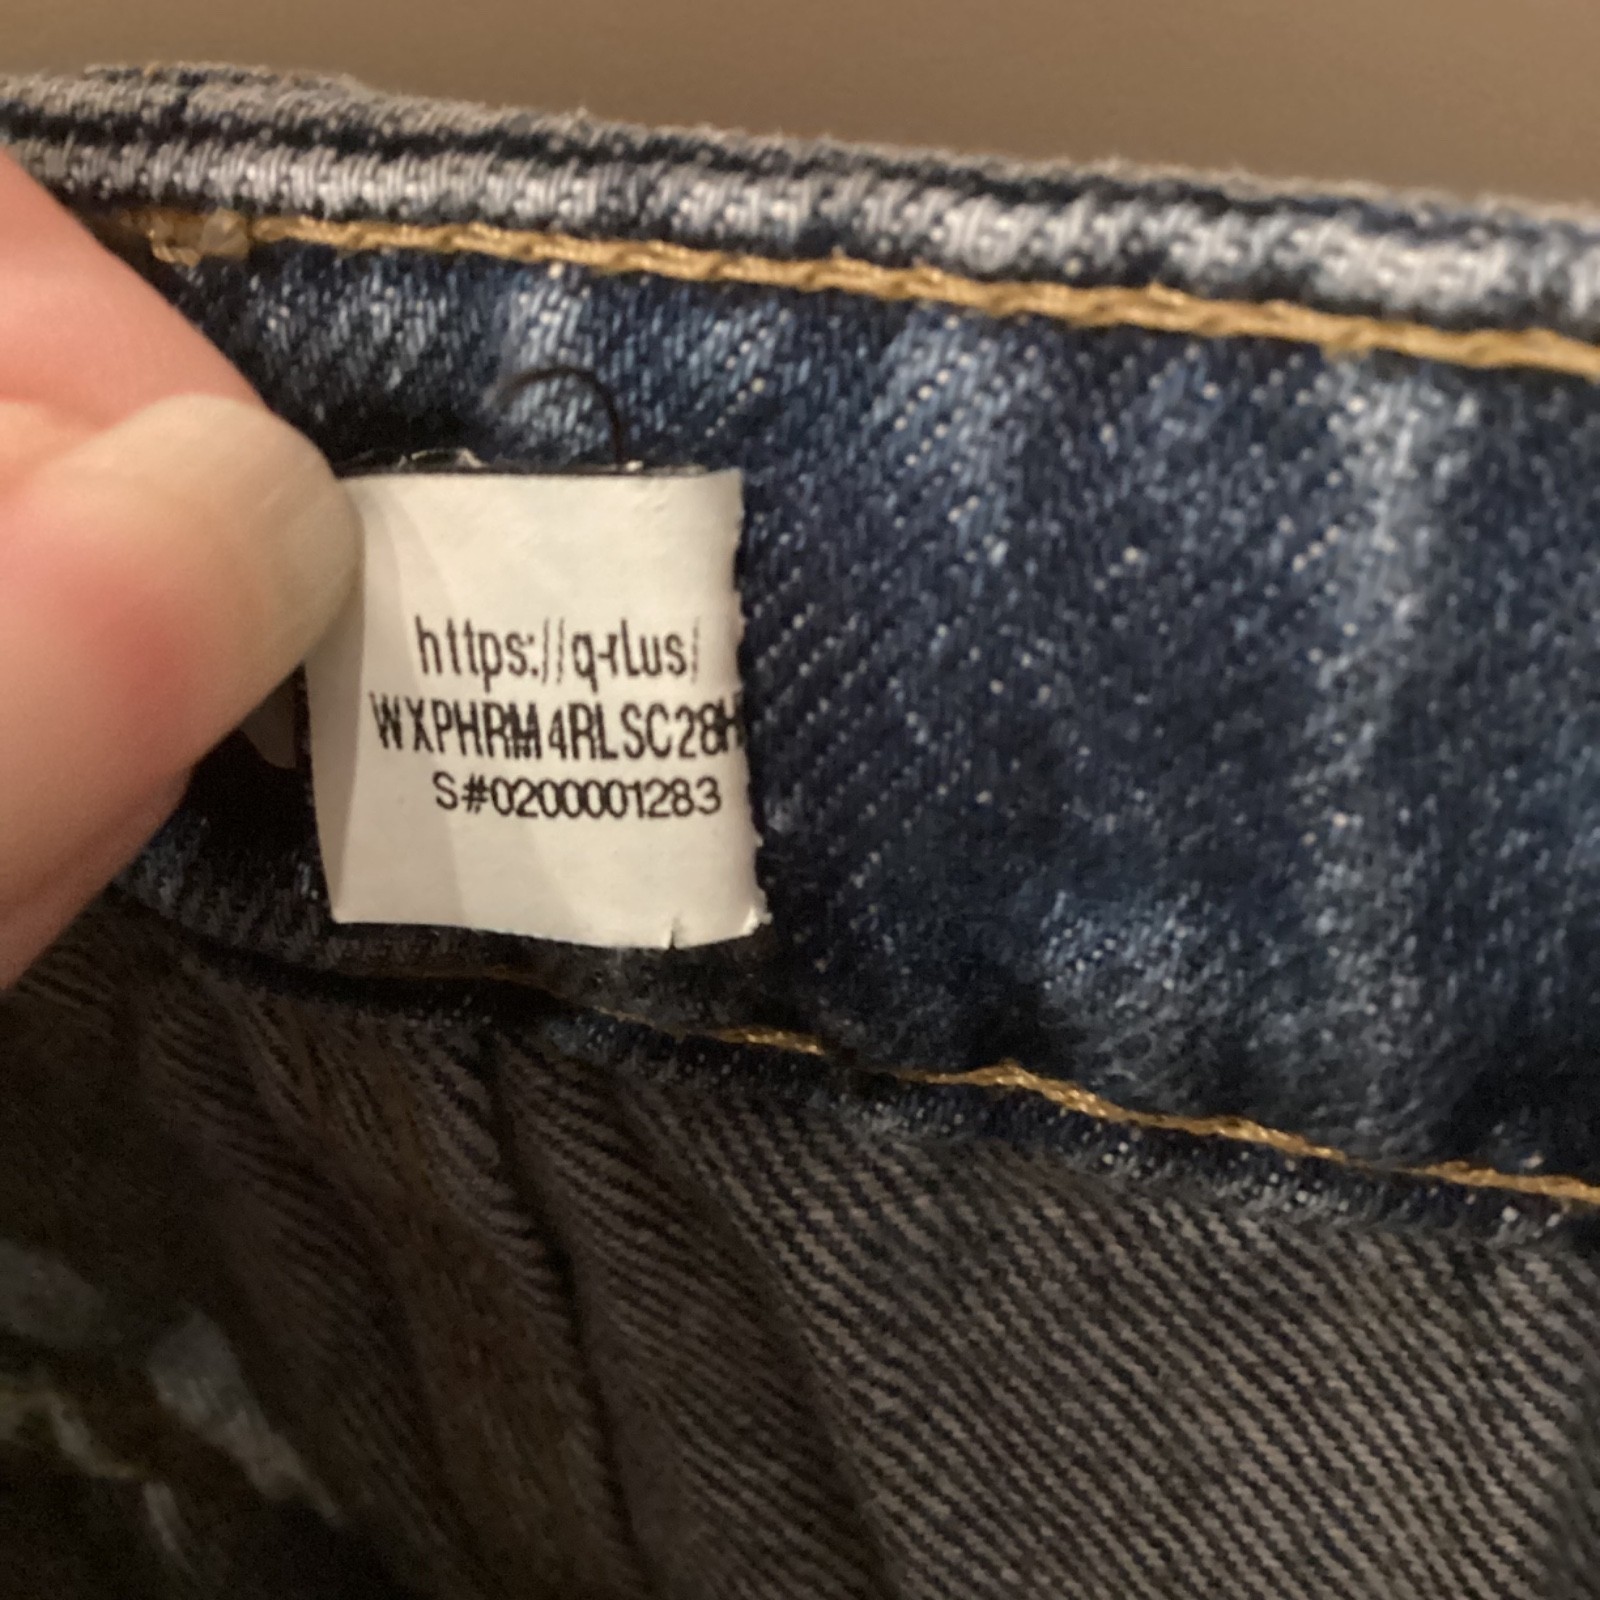 https://q-r.us/
WXPHRM4RLSC28H
S#0200001283